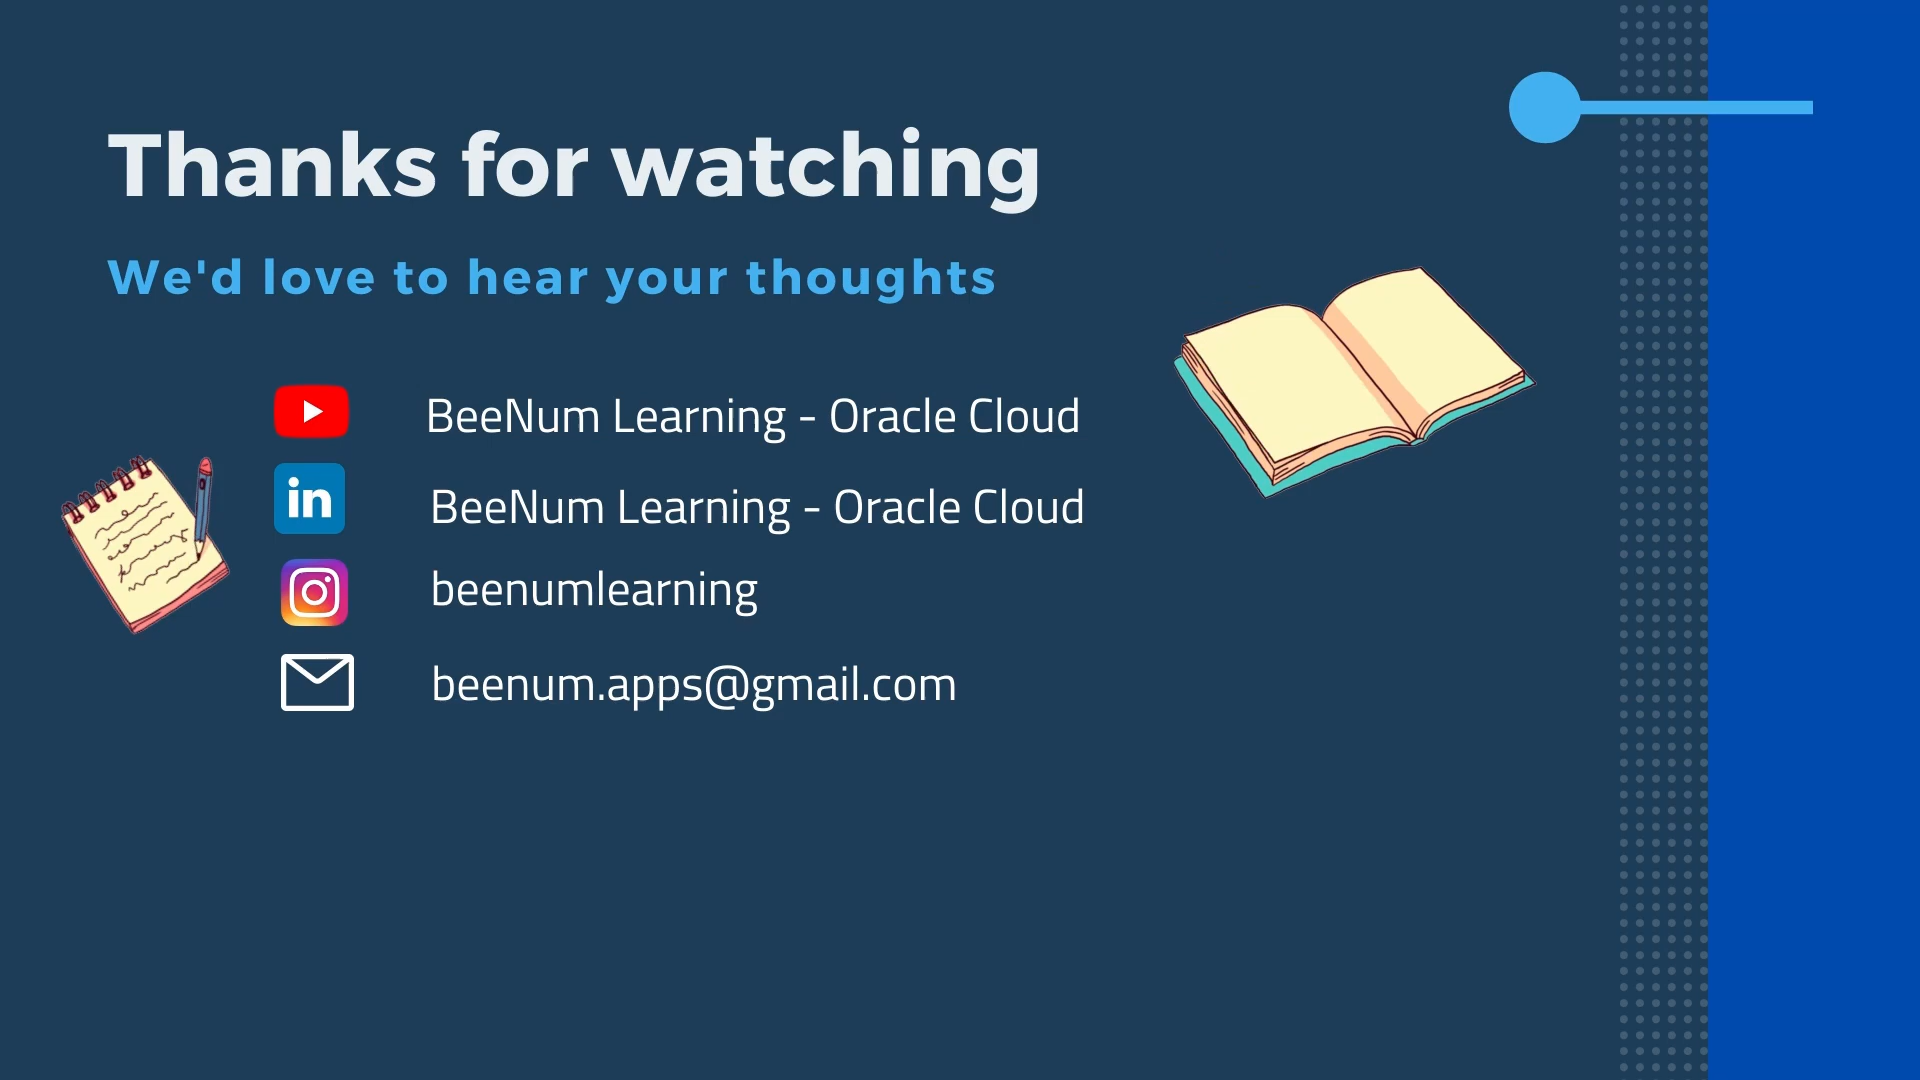 Thanks for watching
We'd love to hear your thoughts
BeeNum Learning - Oracle Cloud
in
BeeNum Learning - Oracle Cloud
beenumlearning
beenum.apps@gmail.com